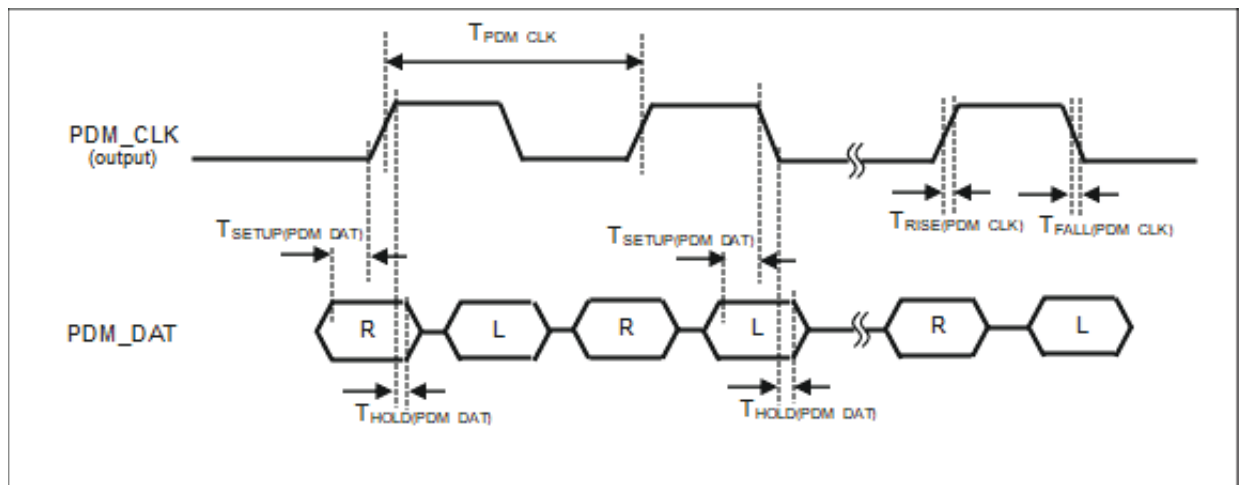 TPDM CLK
PDM_CLK
(output)
TRISE(PDM CLK)
TFALL(PDM CLK)
TSETUP(PDM DAT)
TSETUP(PDM DAT)
PDM_DAT
R
L
R
L
R
L
THOLD(PDM DAT)
THOLD(PDM DAT)